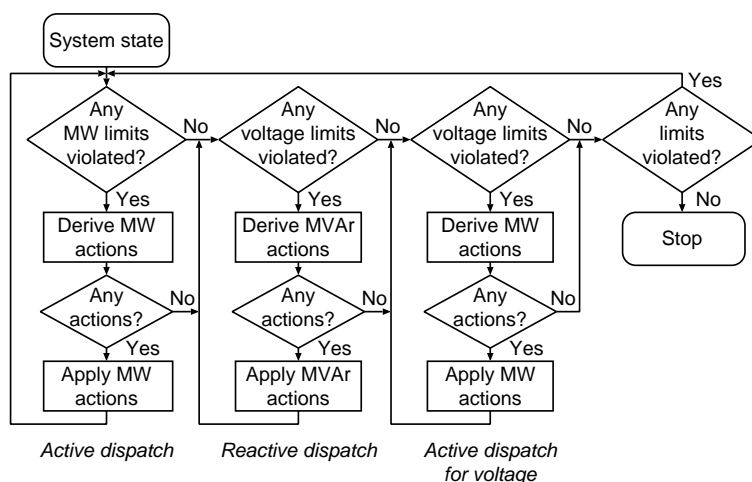 System state
Yes
Any
MW limits
violated?
No
Any
voltage limits
violated?
No
Any
voltage limits
violated?
No
Any
limits
violated?
Yes
Yes
Yes
No
Derive MW
actions
Derive MVAr
actions
Derive MW
actions
Stop
Any
actions?
No
Any
actions?
No
Any
actions?
No
Yes
Yes
Yes
Apply MW
actions
Apply MVAr
actions
Apply MW
actions
Active dispatch
Reactive dispatch
Active dispatch
for voltage